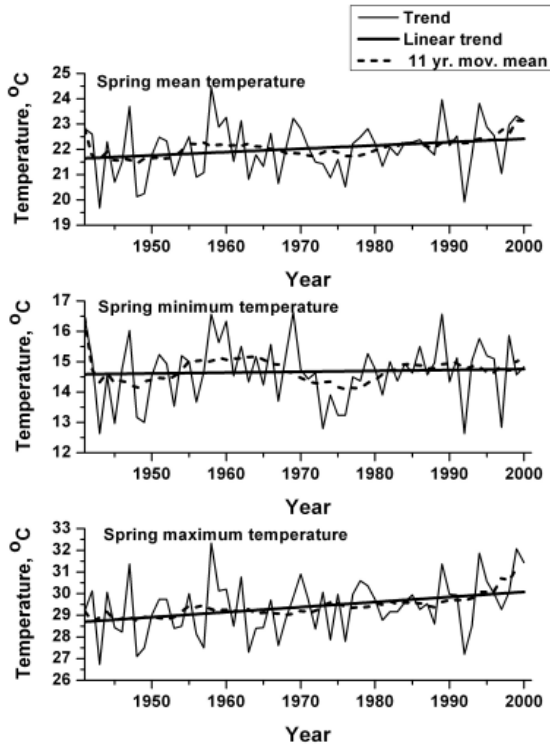 Trend
Linear trend
11 yr. mov. mean
Spring mean temperature
Temperature, °C
25
24
23
22
21
20
19
1950 1960 1970 1980 1990 2000
Year
Spring minimum temperature
Temperature, °C
17
16
15
14
13
12
1950 1960 1970 1980 1990 2000
Year
Spring maximum temperature
Temperature, °C
33
32
31
30
29
28
27
26
1950 1960 1970 1980 1990 2000
Year